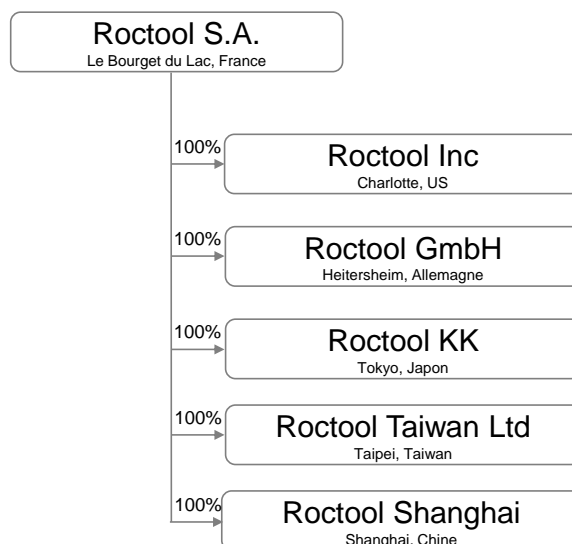 Roctool S.A.
Le Bourget du Lac, France
100%
Roctool Inc
Charlotte, US
100%
Roctool GmbH
Heitersheim, Allemagne
100%
Roctool KK
Tokyo, Japon
100%
Roctool Taiwan Ltd
Taipei, Taiwan
100%
Roctool Shanghai
Shanghai, Chine